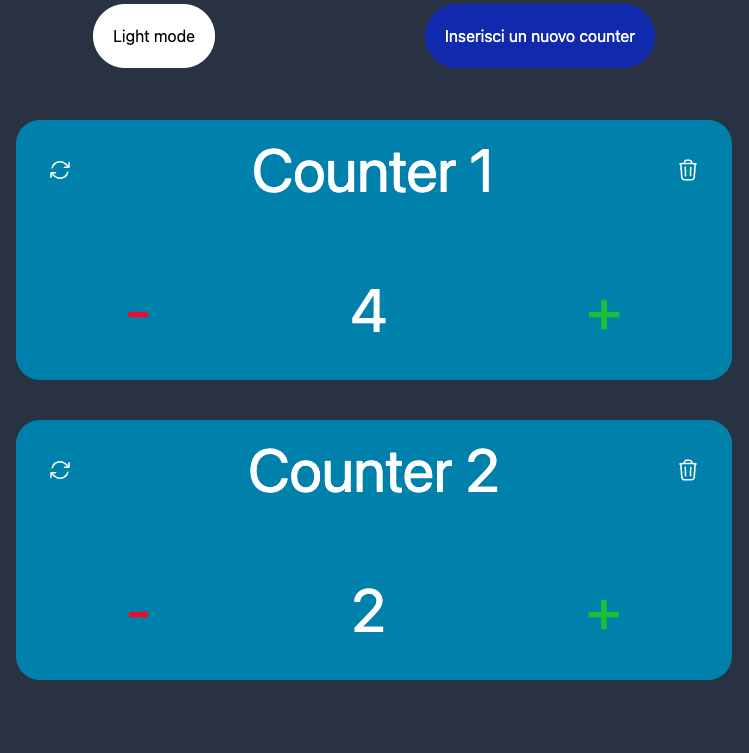 Light mode
Inserisci un nuovo counter
Counter 1
- 4 +
Counter 2
- 2 +